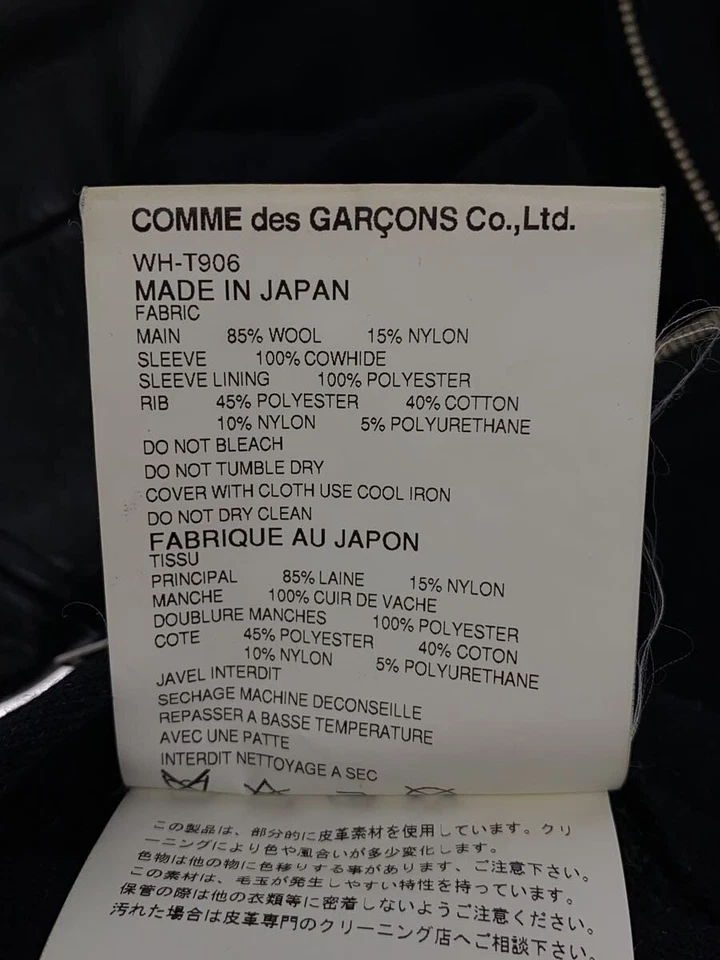 COMME des GARÇONS Co.,Ltd.
WH-T906
MADE IN JAPAN
FABRIC
MAIN 85% WOOL 15% NYLON
SLEEVE 100% COWHIDE
SLEEVE LINING 100% POLYESTER
RIB 45% POLYESTER 40% COTTON
10% NYLON 5% POLYURETHANE
DO NOT BLEACH
DO NOT TUMBLE DRY
COVER WITH CLOTH USE COOL IRON
DO NOT DRY CLEAN
FABRIQUE AU JAPON
TISSU
PRINCIPAL 85% LAINE 15% NYLON
MANCHE 100% CUIR DE VACHE
DOUBLURE MANCHES 100% POLYESTER
COTE 45% POLYESTER 40% COTON
10% NYLON 5% POLYURETHANE
JAVEL INTERDIT
SECHAGE MACHINE DECONSEILLE
REPASSER A BASSE TEMPERATURE
AVEC UNE PATTE
INTERDIT NETTOYAGE A SEC
この製品は、部分的に皮革素材を使用しています。クリ
ーニングにより色や風合いが多少変化します。
色物は他の物に色移りする事があります、ご注意下さい。
この素材は、毛玉が発生しやすい特性を持っています。
保管の際は他の衣類等に密着しないようご注意ください。
汚れた場合は皮革専門のクリーニング店へご相談下さい。